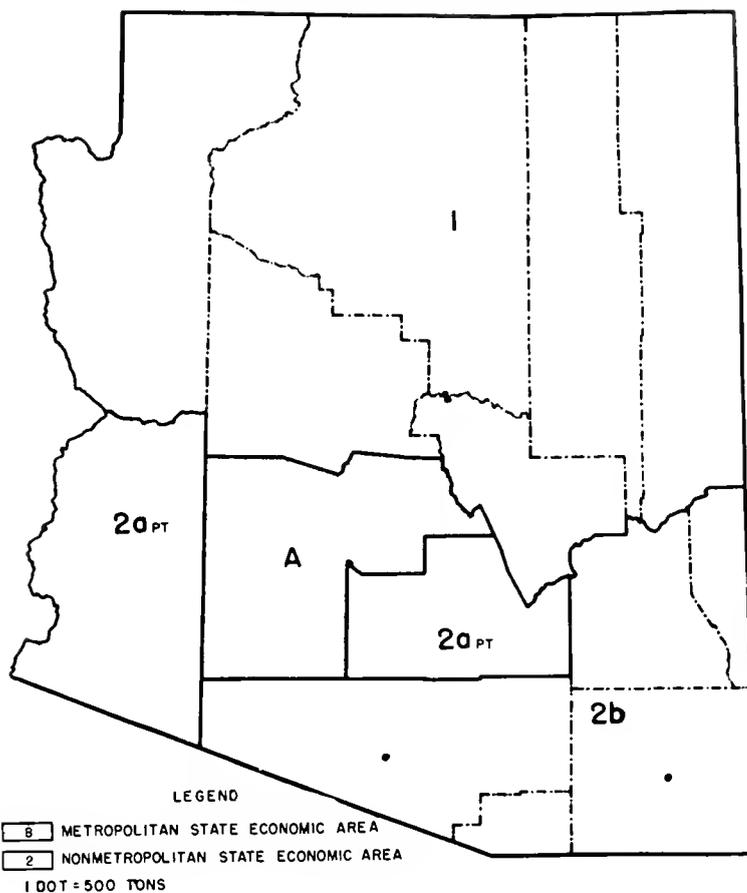 1
2a PT
A
2a PT
2b
LEGEND
8 METROPOLITAN STATE ECONOMIC AREA
2 NONMETROPOLITAN STATE ECONOMIC AREA
1 DOT = 500 TONS